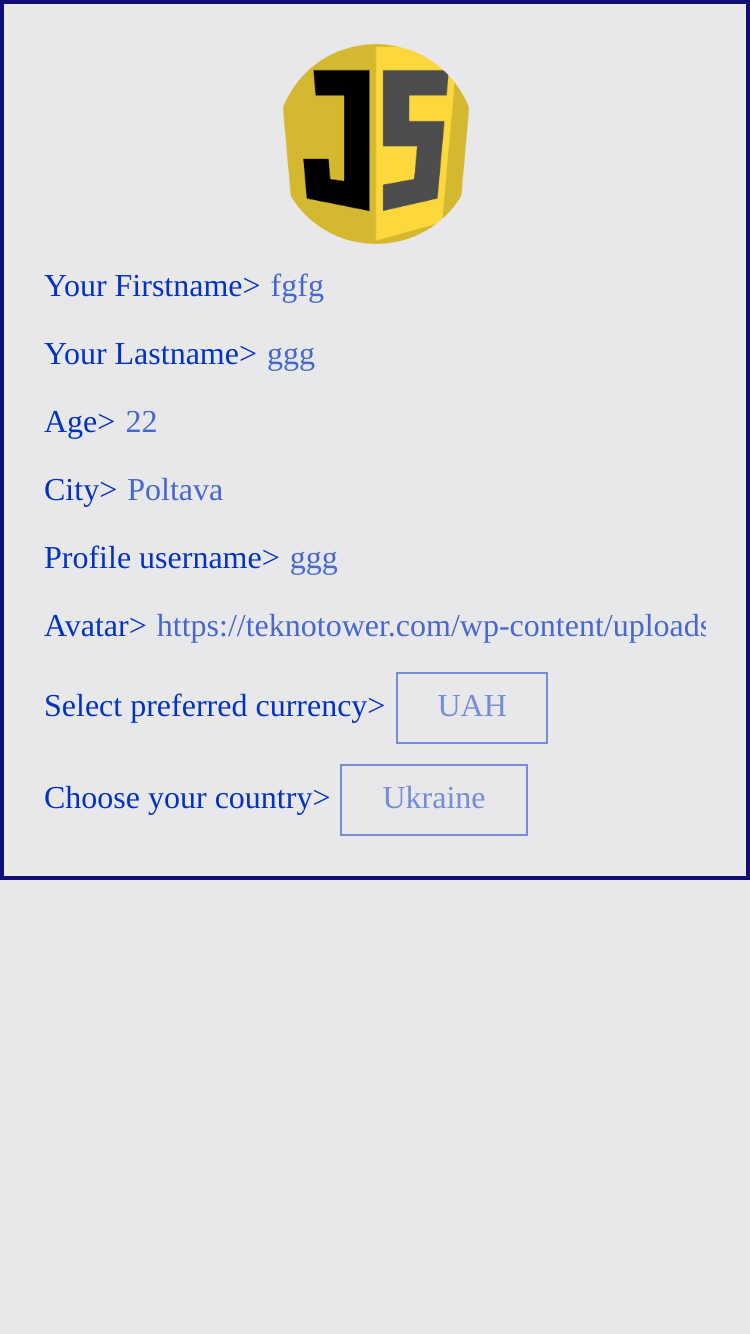 JS
Your Firstname> fgfg
Your Lastname> ggg
Age> 22
City> Poltava
Profile username> ggg
Avatar> https://teknotower.com/wp-content/uploads
Select preferred currency> UAH
Choose your country> Ukraine